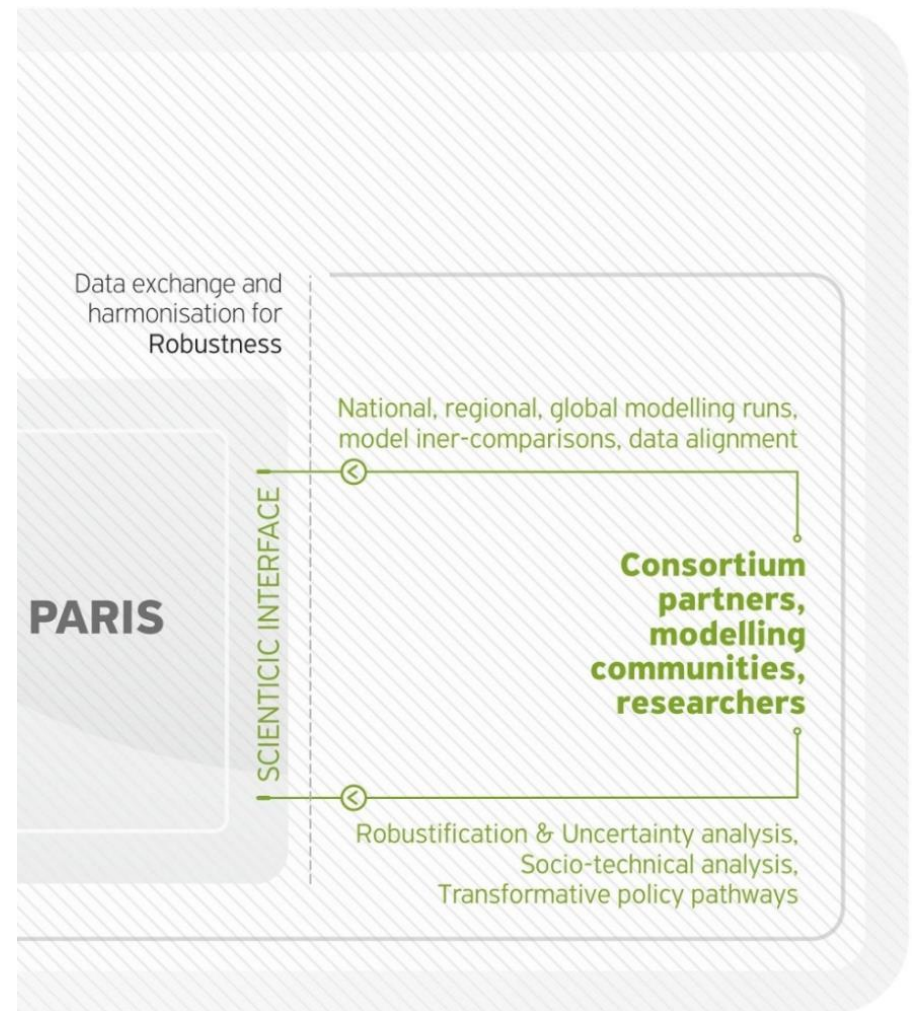 Data exchange and
harmonisation for
Robustness
National, regional, global modelling runs,
model iner-comparisons, data alignment
SCIENTICIC INTERFACE
PARIS
Consortium
partners,
modelling
communities,
researchers
Robustification & Uncertainty analysis,
Socio-technical analysis,
Transformative policy pathways